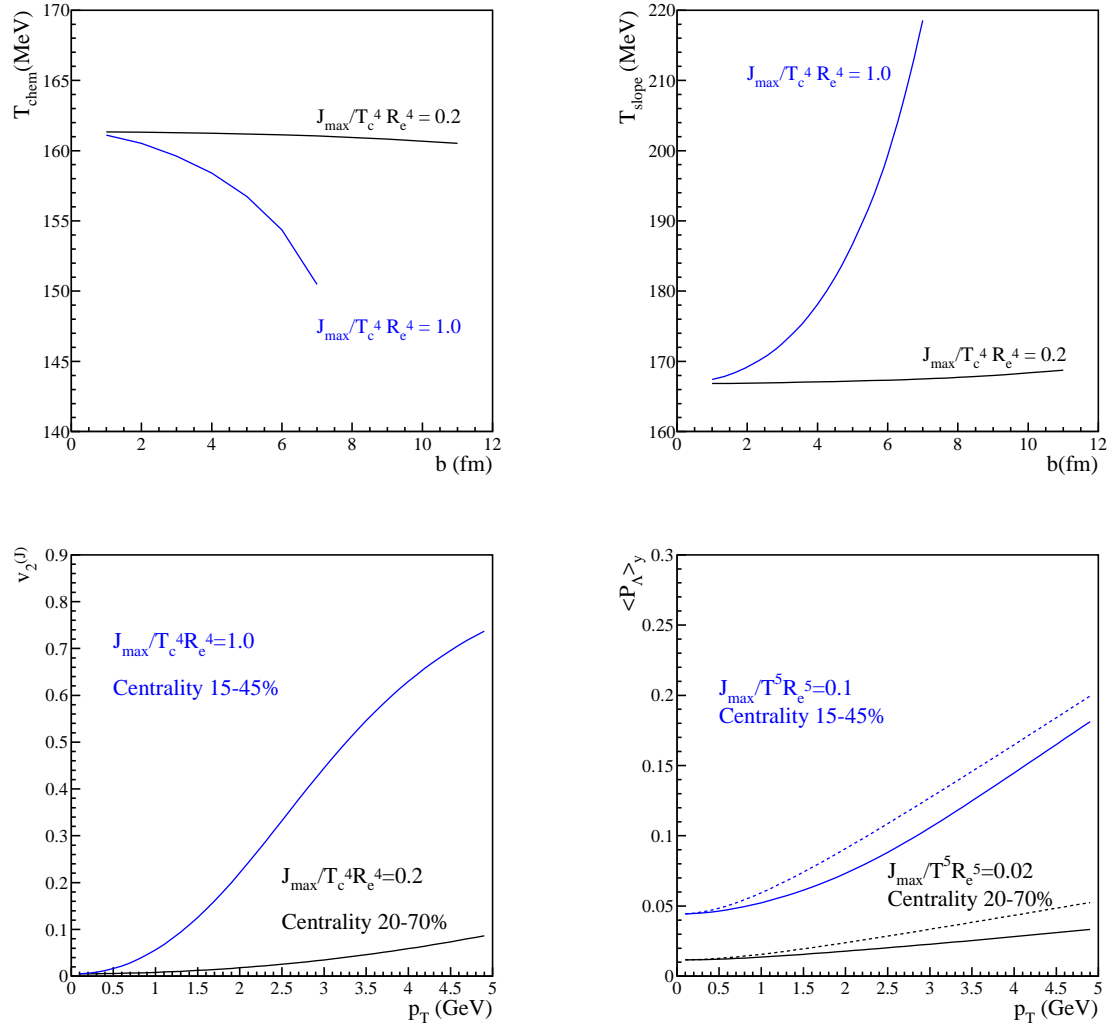 T_chem(MeV)
170
165
160
155
150
145
140
J_max/T_c^4 R_e^4 = 0.2
J_max/T_c^4 R_e^4 = 1.0
0 2 4 6 8 10 12
b (fm)
T_slope (MeV)
220
210
200
190
180
170
160
J_max/T_c^4 R_e^4 = 1.0
J_max/T_c^4 R_e^4 = 0.2
0 2 4 6 8 10 12
b(fm)
v_2^(J)
0.9
0.8
0.7
0.6
0.5
0.4
0.3
0.2
0.1
0
J_max/T_c^4R_e^4=1.0
Centrality 15-45%
J_max/T_c^4R_e^4=0.2
Centrality 20-70%
0 0.5 1 1.5 2 2.5 3 3.5 4 4.5 5
p_T (GeV)
<P_Λ>_y
0.3
0.25
0.2
0.15
0.1
0.05
0
J_max/T^5R_e^5=0.1
Centrality 15-45%
J_max/T^5R_e^5=0.02
Centrality 20-70%
0 0.5 1 1.5 2 2.5 3 3.5 4 4.5 5
p_T (GeV)